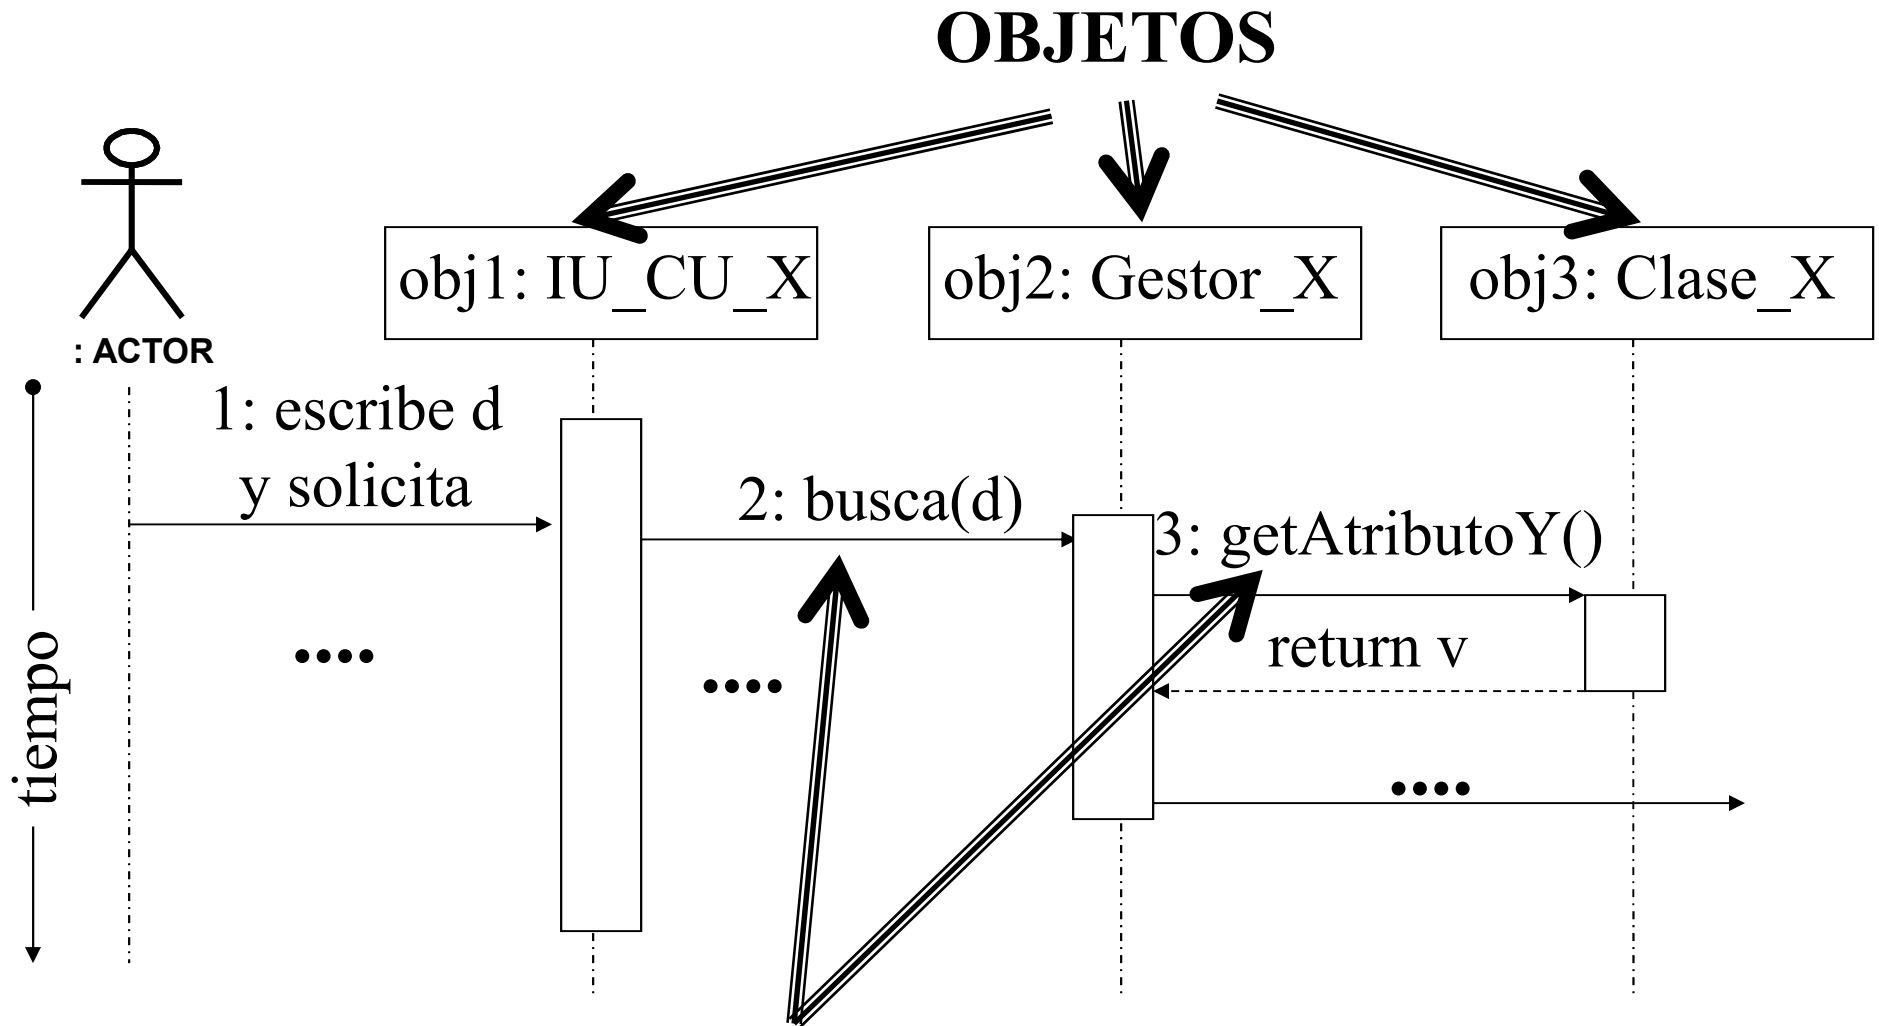 OBJETOS
obj1: IU_CU_X
obj2: Gestor_X
obj3: Clase_X
: ACTOR
1: escribe d
y solicita
2: busca(d)
3: getAtributoY()
return v
....
....
....
tiempo